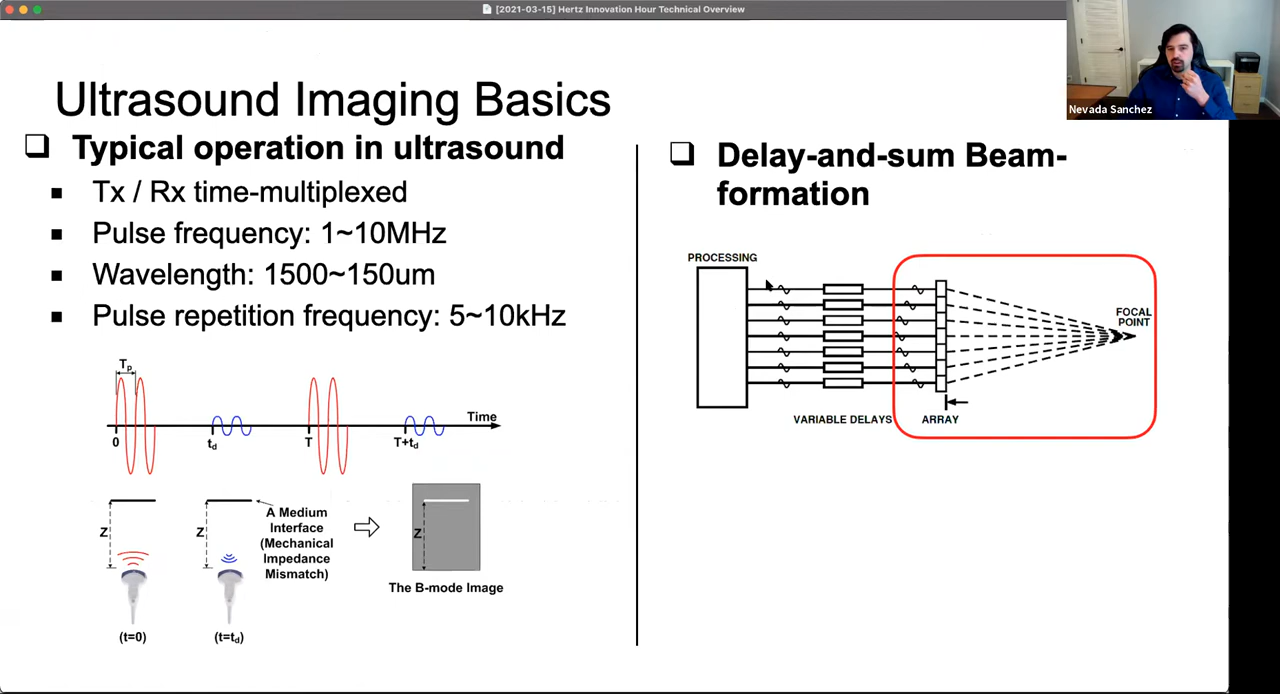 [2021-03-15] Hertz Innovation Hour Technical Overview
Nevada Sanchez
Ultrasound Imaging Basics
Typical operation in ultrasound
Tx / Rx time-multiplexed
Pulse frequency: 1~10MHz
Wavelength: 1500~150um
Pulse repetition frequency: 5~10kHz
Tp
Time
0
td
T
T+td
Z
Z
A Medium
Interface
(Mechanical
Impedance
Mismatch)
Z
The B-mode Image
(t=0)
(t=td)
Delay-and-sum Beam-
formation
PROCESSING
FOCAL
POINT
VARIABLE DELAYS
ARRAY